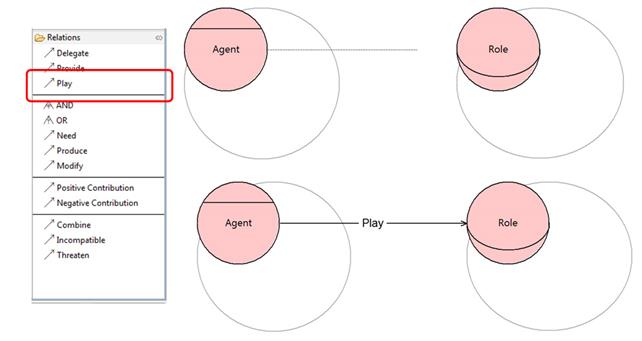 Relations
Delegate
Provide
Play
AND
OR
Need
Produce
Modify
Positive Contribution
Negative Contribution
Combine
Incompatible
Threaten
Agent
Role
Agent
Play
Role